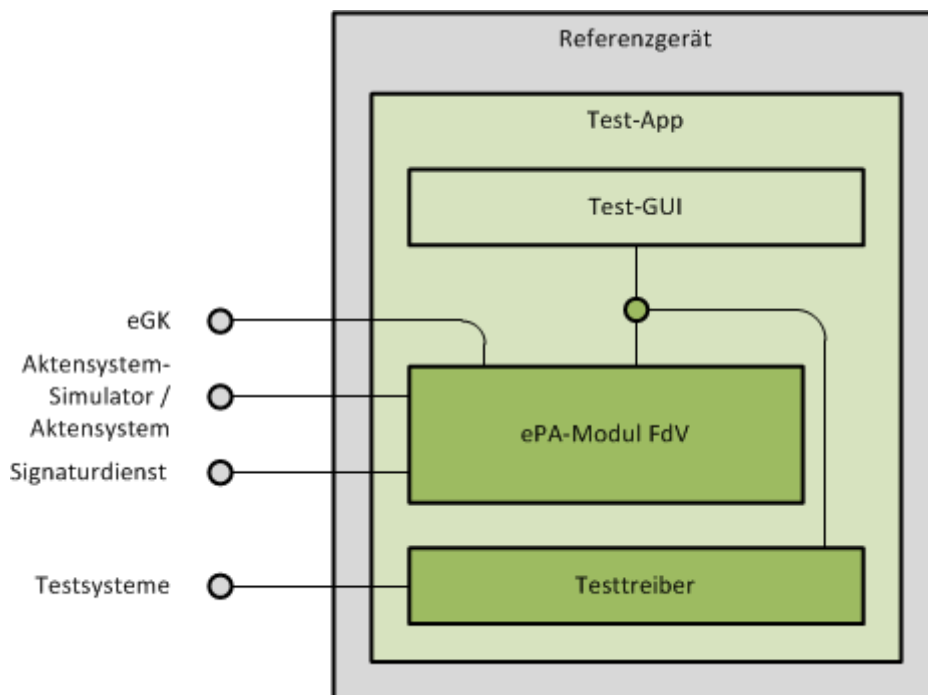 Referenzgerät
Test-App
Test-GUI
eGK
Aktensystem-
Simulator /
Aktensystem
ePA-Modul FdV
Signaturdienst
Testsysteme
Testtreiber